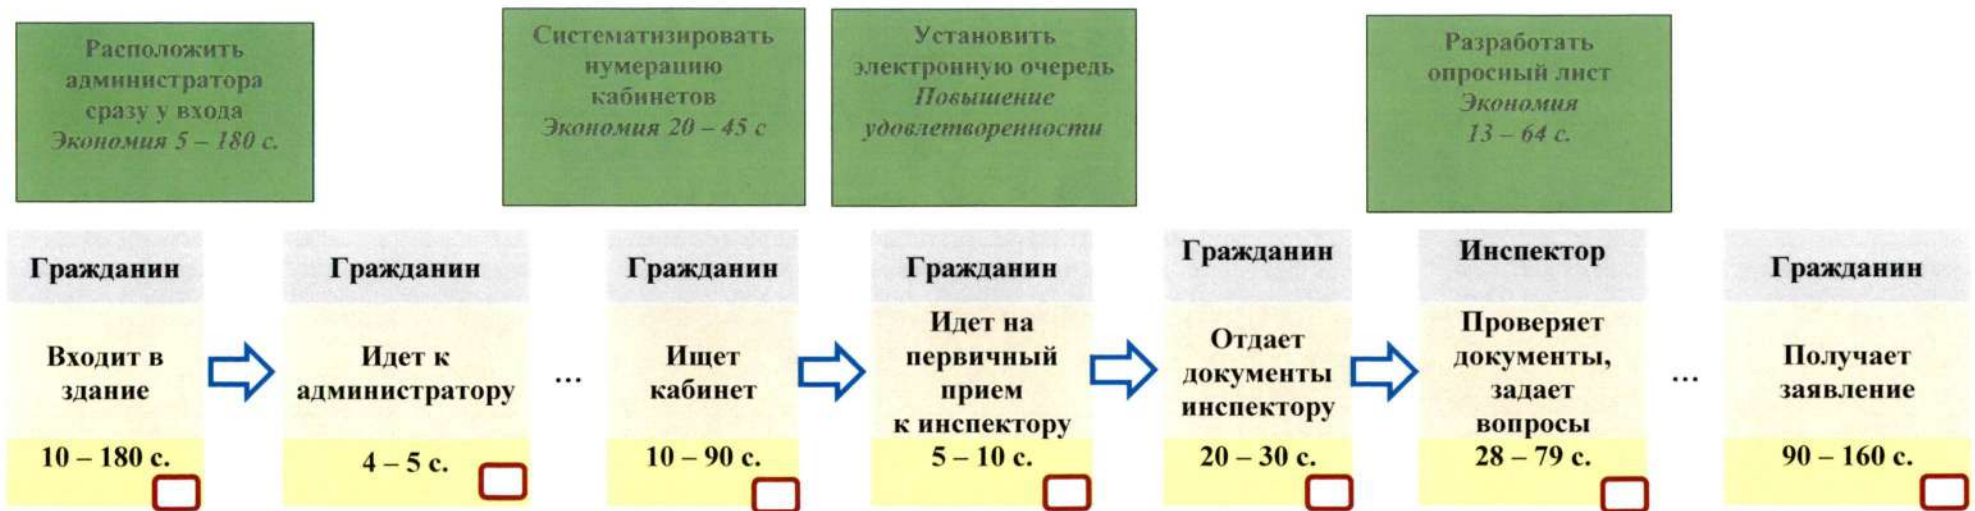 Расположить
администратора
сразу у входа
Экономия 5 – 180 с.
Систематизировать
нумерацию
кабинетов
Экономия 20 – 45 с
Установить
электронную очередь
Повышение
удовлетворенности
Разработать
опросный лист
Экономия
13 – 64 с.
Гражданин
Входит в
здание
10 – 180 с.
Гражданин
Идет к
администратору
4 – 5 с.
...
Гражданин
Ищет
кабинет
10 – 90 с.
Гражданин
Идет на
первичный
прием
к инспектору
5 – 10 с.
Гражданин
Отдает
документы
инспектору
20 – 30 с.
Инспектор
Проверяет
документы,
задает
вопросы
28 – 79 с.
...
Гражданин
Получает
заявление
90 – 160 с.